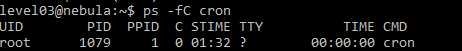 level03@nebula:~$ ps -fC cron
UID        PID  PPID  C STIME TTY          TIME CMD
root      1079     1  0 01:32 ?        00:00:00 cron